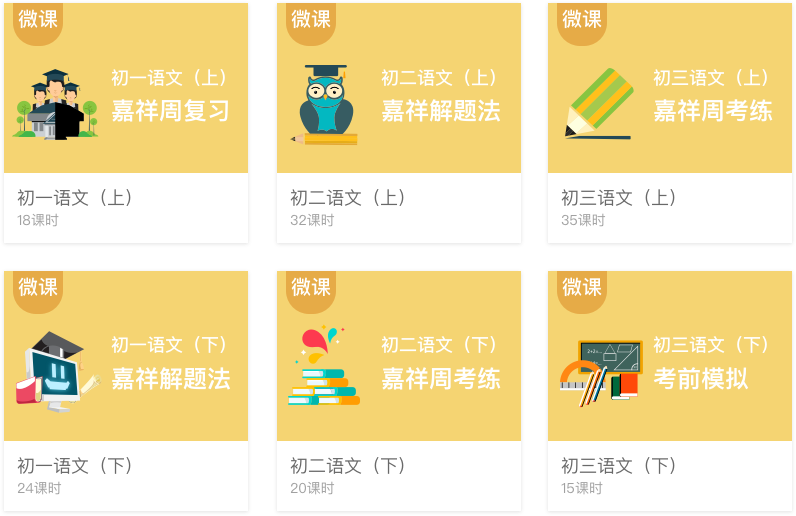 微课
初一语文（上）
嘉祥周复习
初一语文（上）
18课时
微课
初二语文（上）
嘉祥解题法
初二语文（上）
32课时
微课
初三语文（上）
嘉祥周考练
初三语文（上）
35课时
微课
初一语文（下）
嘉祥解题法
初一语文（下）
24课时
微课
初二语文（下）
嘉祥周考练
初二语文（下）
20课时
微课
初三语文（下）
考前模拟
初三语文（下）
15课时